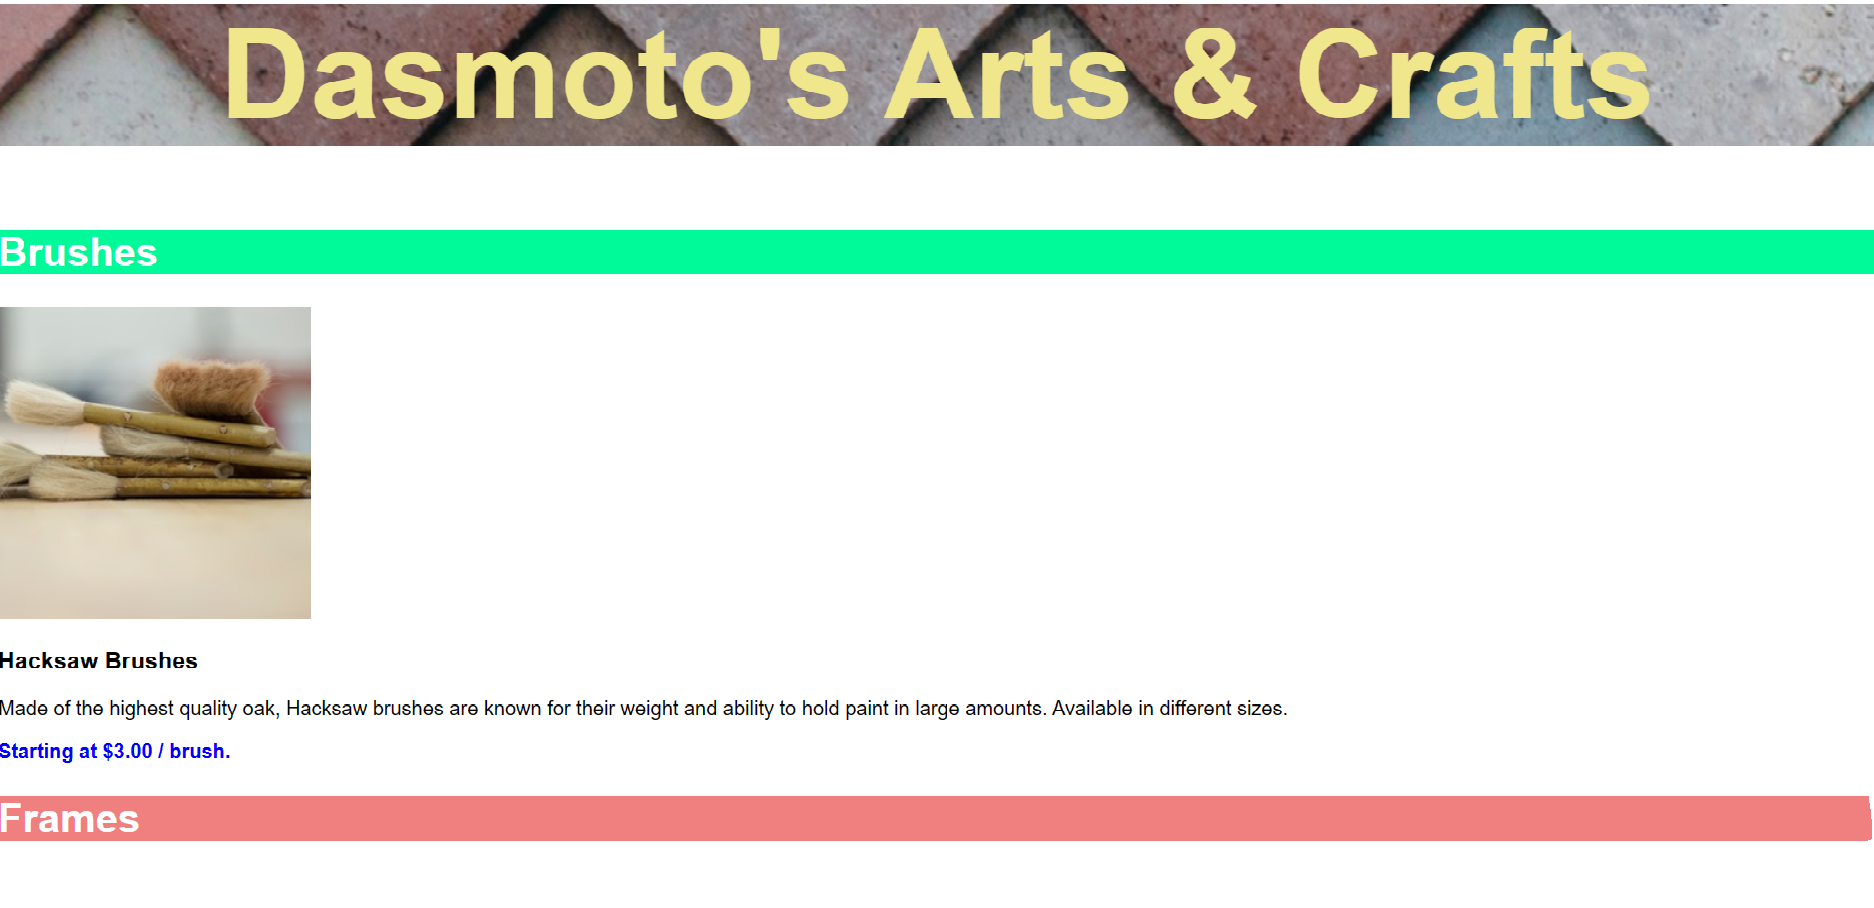 Dasmoto's Arts & Crafts
Brushes
Hacksaw Brushes
Made of the highest quality oak, Hacksaw brushes are known for their weight and ability to hold paint in large amounts. Available in different sizes.
Starting at $3.00 / brush.
Frames